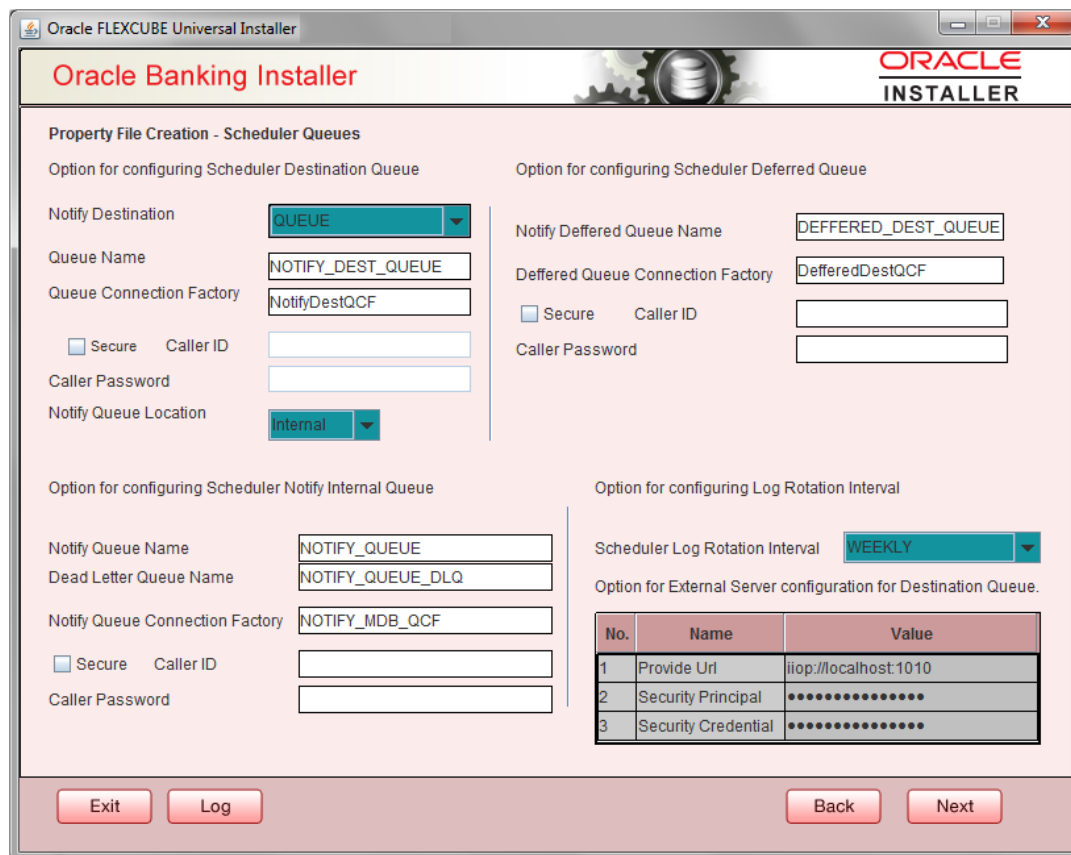 Oracle FLEXCUBE Universal Installer
Oracle Banking Installer
ORACLE
INSTALLER
Property File Creation - Scheduler Queues
Option for configuring Scheduler Destination Queue
Notify Destination QUEUE
Queue Name NOTIFY_DEST_QUEUE
Queue Connection Factory NotifyDestQCF
Secure Caller ID
Caller Password
Notify Queue Location Internal
Option for configuring Scheduler Deferred Queue
Notify Deffered Queue Name DEFFERED_DEST_QUEUE
Deffered Queue Connection Factory DefferedDestQCF
Secure Caller ID
Caller Password
Option for configuring Scheduler Notify Internal Queue
Notify Queue Name NOTIFY_QUEUE
Dead Letter Queue Name NOTIFY_QUEUE_DLQ
Notify Queue Connection Factory NOTIFY_MDB_QCF
Secure Caller ID
Caller Password
Option for configuring Log Rotation Interval
Scheduler Log Rotation Interval WEEKLY
Option for External Server configuration for Destination Queue.
No. Name Value
1 Provide Url iiop://localhost:1010
2 Security Principal •••••••••••••••
3 Security Credential •••••••••••••••
Exit Log Back Next